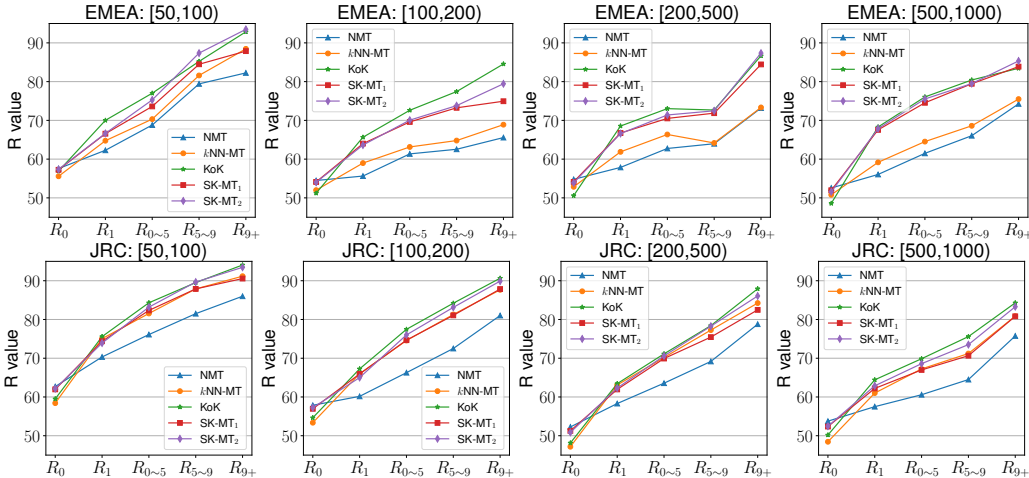 EMEA: [50,100)
R value
90
80
70
60
50
NMT
kNN-MT
KoK
SK-MT₁
SK-MT₂
R₀ R₁ R₀~₅ R₅~₉ R₉₊
EMEA: [100,200)
R value
90
80
70
60
50
NMT
kNN-MT
KoK
SK-MT₁
SK-MT₂
R₀ R₁ R₀~₅ R₅~₉ R₉₊
EMEA: [200,500)
R value
90
80
70
60
50
NMT
kNN-MT
KoK
SK-MT₁
SK-MT₂
R₀ R₁ R₀~₅ R₅~₉ R₉₊
EMEA: [500,1000)
R value
90
80
70
60
50
NMT
kNN-MT
KoK
SK-MT₁
SK-MT₂
R₀ R₁ R₀~₅ R₅~₉ R₉₊
JRC: [50,100)
R value
90
80
70
60
50
NMT
kNN-MT
KoK
SK-MT₁
SK-MT₂
R₀ R₁ R₀~₅ R₅~₉ R₉₊
JRC: [100,200)
R value
90
80
70
60
50
NMT
kNN-MT
KoK
SK-MT₁
SK-MT₂
R₀ R₁ R₀~₅ R₅~₉ R₉₊
JRC: [200,500)
R value
90
80
70
60
50
NMT
kNN-MT
KoK
SK-MT₁
SK-MT₂
R₀ R₁ R₀~₅ R₅~₉ R₉₊
JRC: [500,1000)
R value
90
80
70
60
50
NMT
kNN-MT
KoK
SK-MT₁
SK-MT₂
R₀ R₁ R₀~₅ R₅~₉ R₉₊